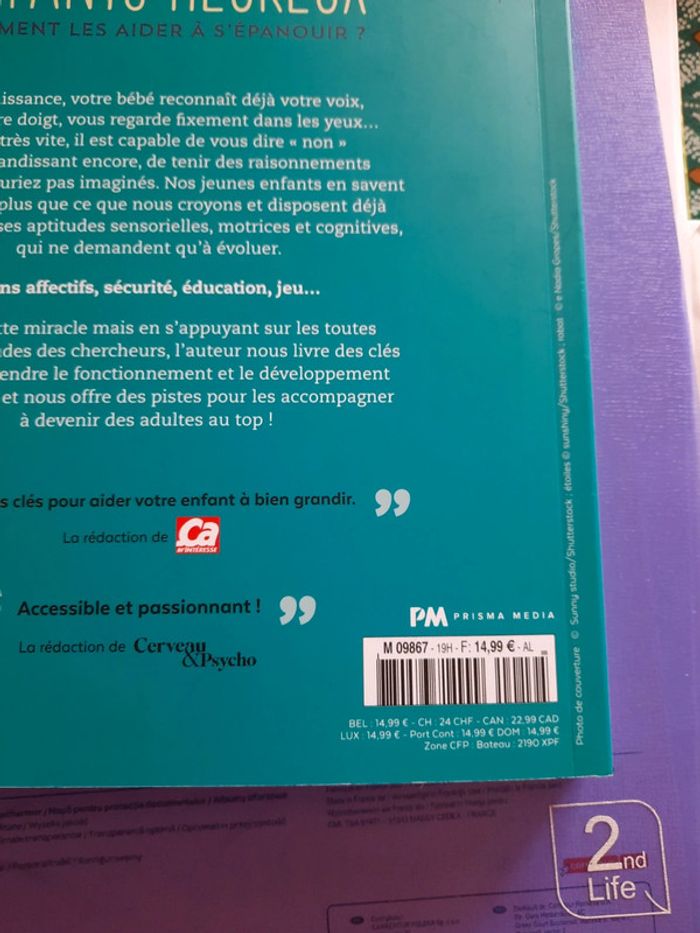 HEUREUX
MENT LES AIDER À S'ÉPANOUIR ?
issance, votre bébé reconnaît déjà votre voix,
re doigt, vous regarde fixement dans les yeux...
très vite, il est capable de vous dire « non »
andissant encore, de tenir des raisonnements
uriez pas imaginés. Nos jeunes enfants en savent
plus que ce que nous croyons et disposent déjà
ses aptitudes sensorielles, motrices et cognitives,
qui ne demandent qu'à évoluer.
ns affectifs, sécurité, éducation, jeu...
tte miracle mais en s'appuyant sur les toutes
udes des chercheurs, l'auteur nous livre des clés
endre le fonctionnement et le développement
et nous offre des pistes pour les accompagner
à devenir des adultes au top !
s clés pour aider votre enfant à bien grandir. ”
La rédaction de Ça M'INTÉRESSE
Accessible et passionnant ! ”
La rédaction de Cerveau &Psycho
PM PRISMA MEDIA
M 09867 - 19H - F: 14,99 € - AL
BEL : 14,99 € - CH : 24 CHF - CAN : 22.99 CAD
LUX : 14,99 € - Port Cont : 14,99 € DOM : 14,99 €
Zone CFP : Bateau : 2190 XPF
Photo de couverture © Sunny studio/Shutterstock ; étoiles © sunshiny/Shutterstock ; robot © e Nadia Grapes/Shutterstock
2nd
Life